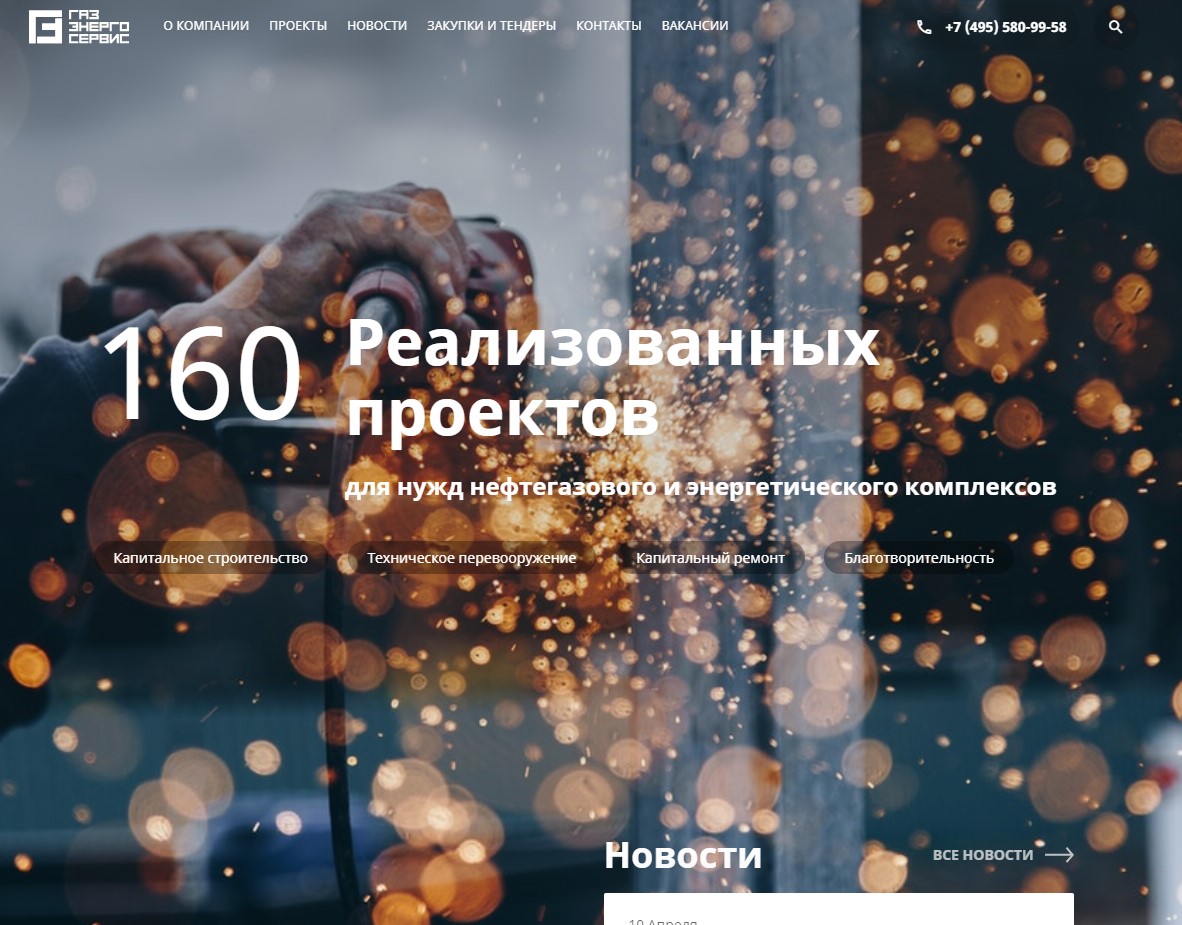 ГАЗ
ЭНЕРГО
СЕРВИС
О КОМПАНИИ ПРОЕКТЫ НОВОСТИ ЗАКУПКИ И ТЕНДЕРЫ КОНТАКТЫ ВАКАНСИИ
+7 (495) 580-99-58
160
Реализованных
проектов
для нужд нефтегазового и энергетического комплексов
Капитальное строительство Техническое перевооружение Капитальный ремонт Благотворительность
Новости
ВСЕ НОВОСТИ